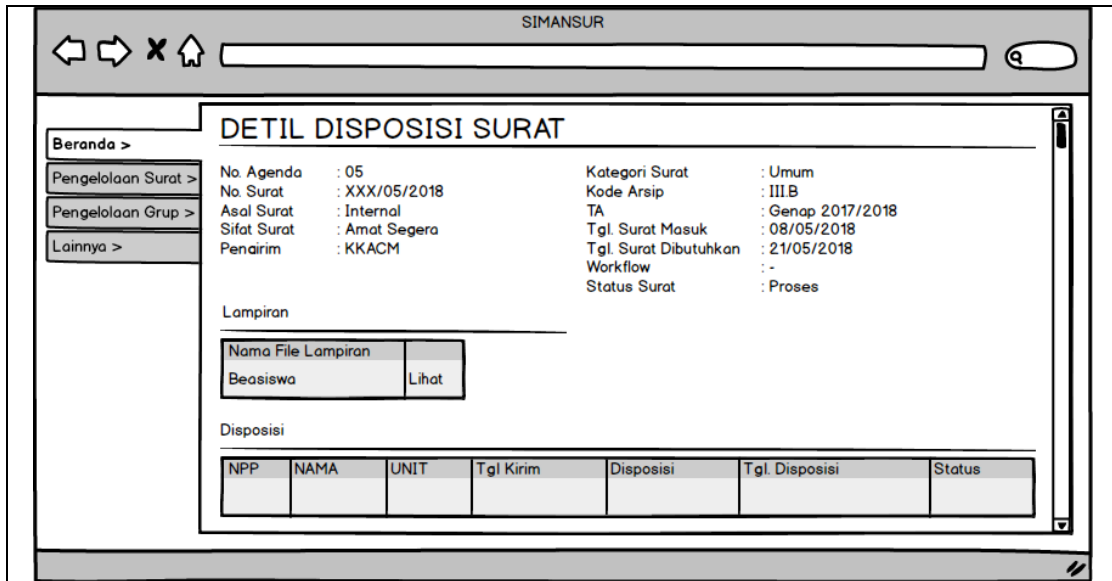 SIMANSUR
Beranda >
Pengelolaan Surat >
Pengelolaan Grup >
Lainnya >
DETIL DISPOSISI SURAT
No. Agenda : 05
No. Surat : XXX/05/2018
Asal Surat : Internal
Sifat Surat : Amat Segera
Pengirim : KKACM
Kategori Surat : Umum
Kode Arsip : III.B
TA : Genap 2017/2018
Tgl. Surat Masuk : 08/05/2018
Tgl. Surat Dibutuhkan : 21/05/2018
Workflow : -
Status Surat : Proses
Lampiran
Nama File Lampiran
Beasiswa Lihat
Disposisi
NPP NAMA UNIT Tgl Kirim Disposisi Tgl. Disposisi Status